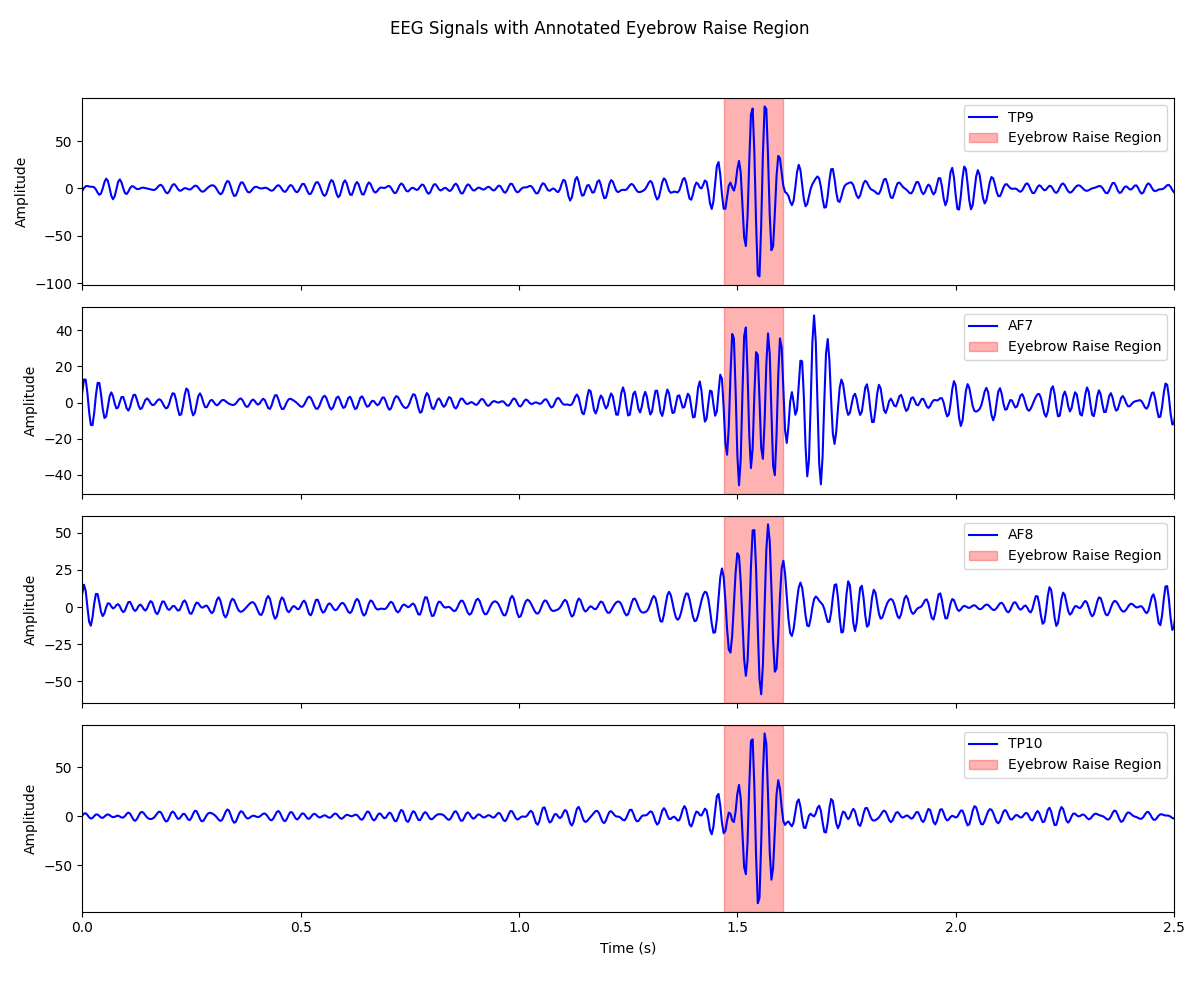 EEG Signals with Annotated Eyebrow Raise Region
Amplitude
50
0
−50
−100
TP9
Eyebrow Raise Region
Amplitude
40
20
0
−20
−40
AF7
Eyebrow Raise Region
Amplitude
50
25
0
−25
−50
AF8
Eyebrow Raise Region
Amplitude
50
0
−50
TP10
Eyebrow Raise Region
0.0 0.5 1.0 1.5 2.0 2.5
Time (s)